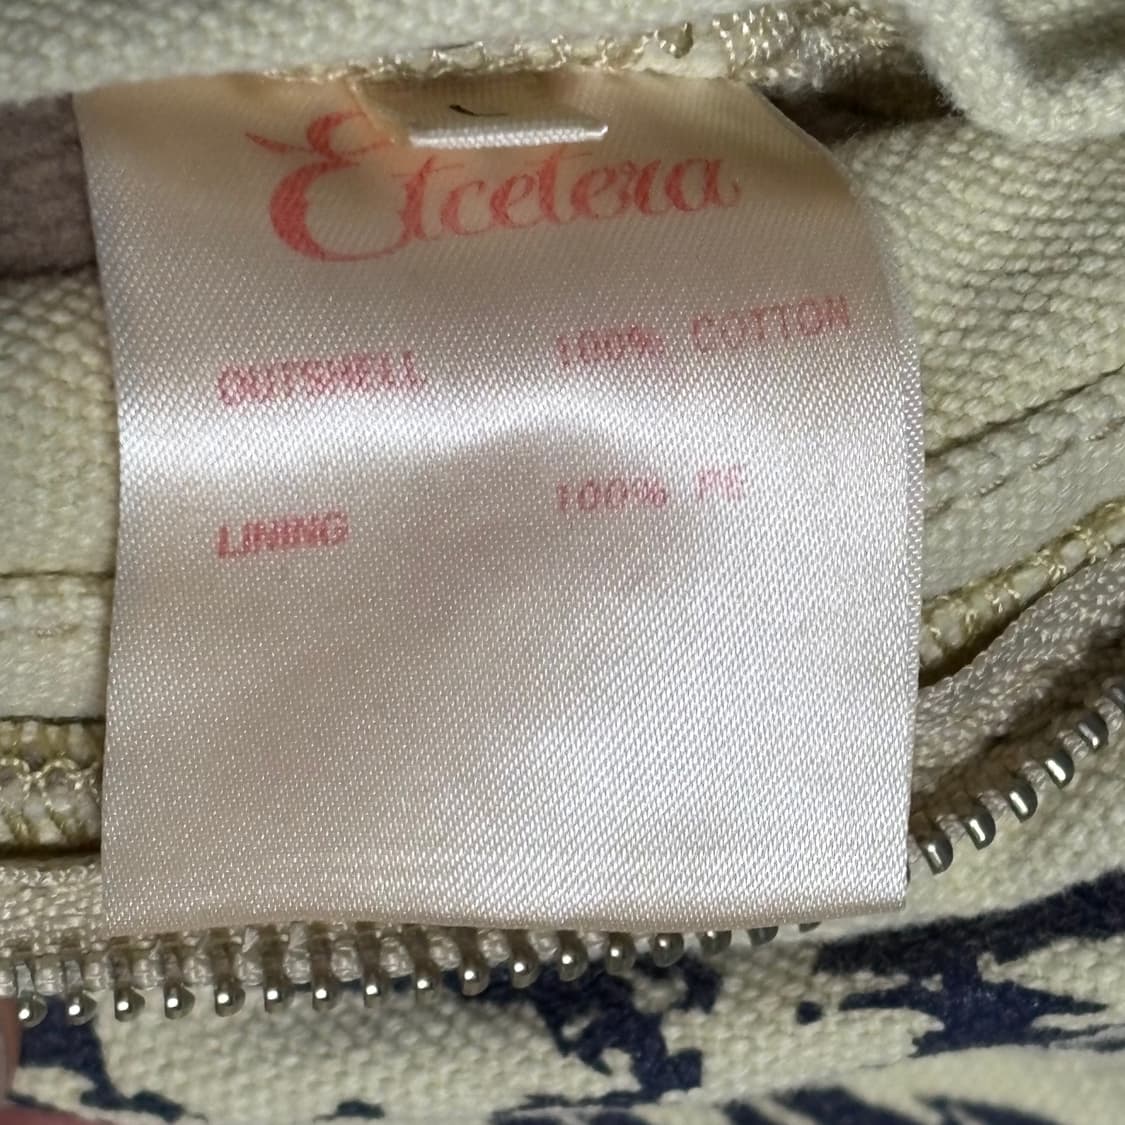 L
Etcetera
OUTSHELL 100% COTTON
LINING 100% PE